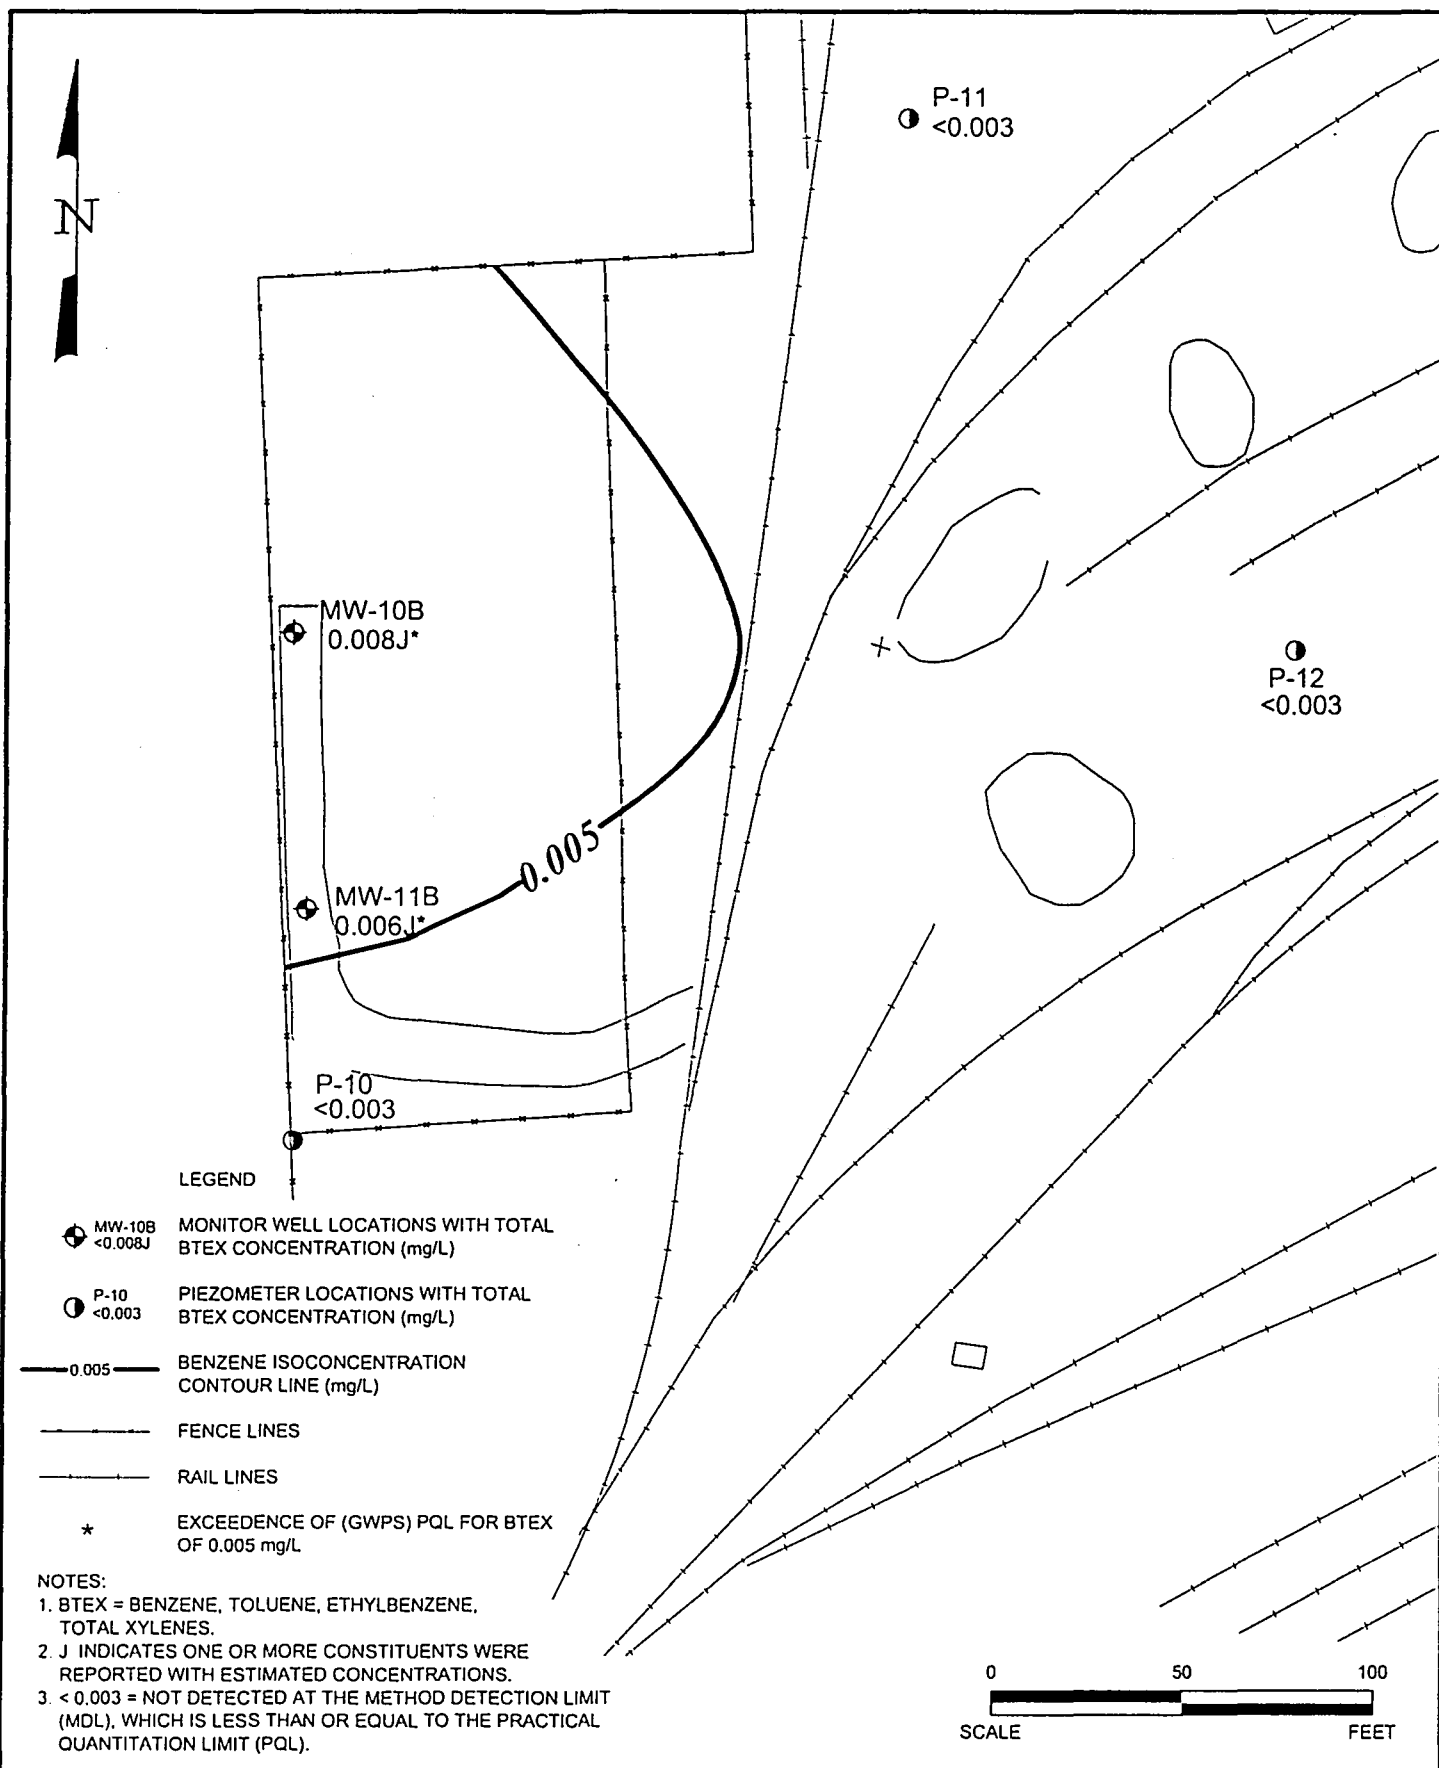 P-11
<0.003
N
MW-10B
0.008J*
P-12
<0.003
0.005
MW-11B
0.006J*
P-10
<0.003
LEGEND
MW-10B
<0.008J
MONITOR WELL LOCATIONS WITH TOTAL
BTEX CONCENTRATION (mg/L)
P-10
<0.003
PIEZOMETER LOCATIONS WITH TOTAL
BTEX CONCENTRATION (mg/L)
0.005
BENZENE ISOCONCENTRATION
CONTOUR LINE (mg/L)
FENCE LINES
RAIL LINES
* EXCEEDENCE OF (GWPS) PQL FOR BTEX
OF 0.005 mg/L
NOTES:
1. BTEX = BENZENE, TOLUENE, ETHYLBENZENE,
TOTAL XYLENES.
2. J INDICATES ONE OR MORE CONSTITUENTS WERE
REPORTED WITH ESTIMATED CONCENTRATIONS.
3. < 0.003 = NOT DETECTED AT THE METHOD DETECTION LIMIT
(MDL), WHICH IS LESS THAN OR EQUAL TO THE PRACTICAL
QUANTITATION LIMIT (PQL).
0 50 100
SCALE FEET